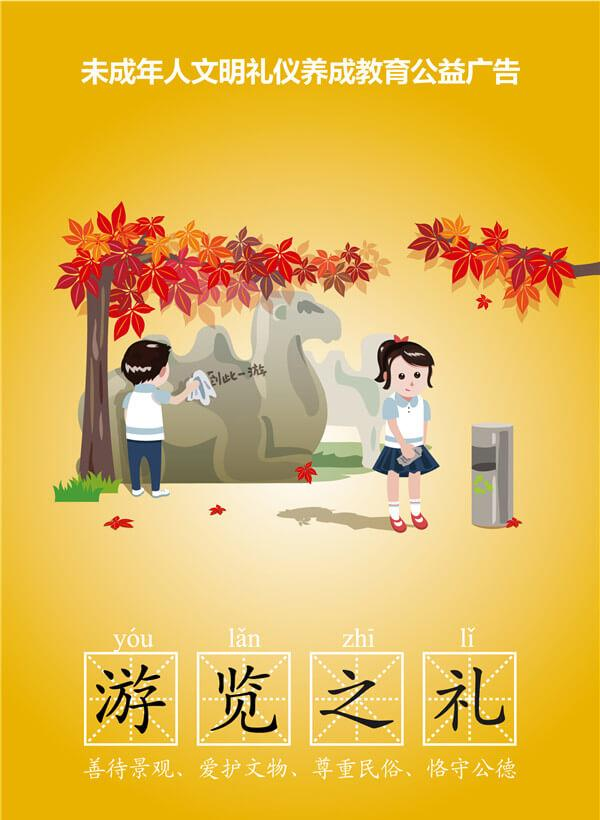 未成年人文明礼仪养成教育公益广告
到此一游
yóu lǎn zhī lǐ
游览之礼
善待景观、爱护文物、尊重民俗、恪守公德